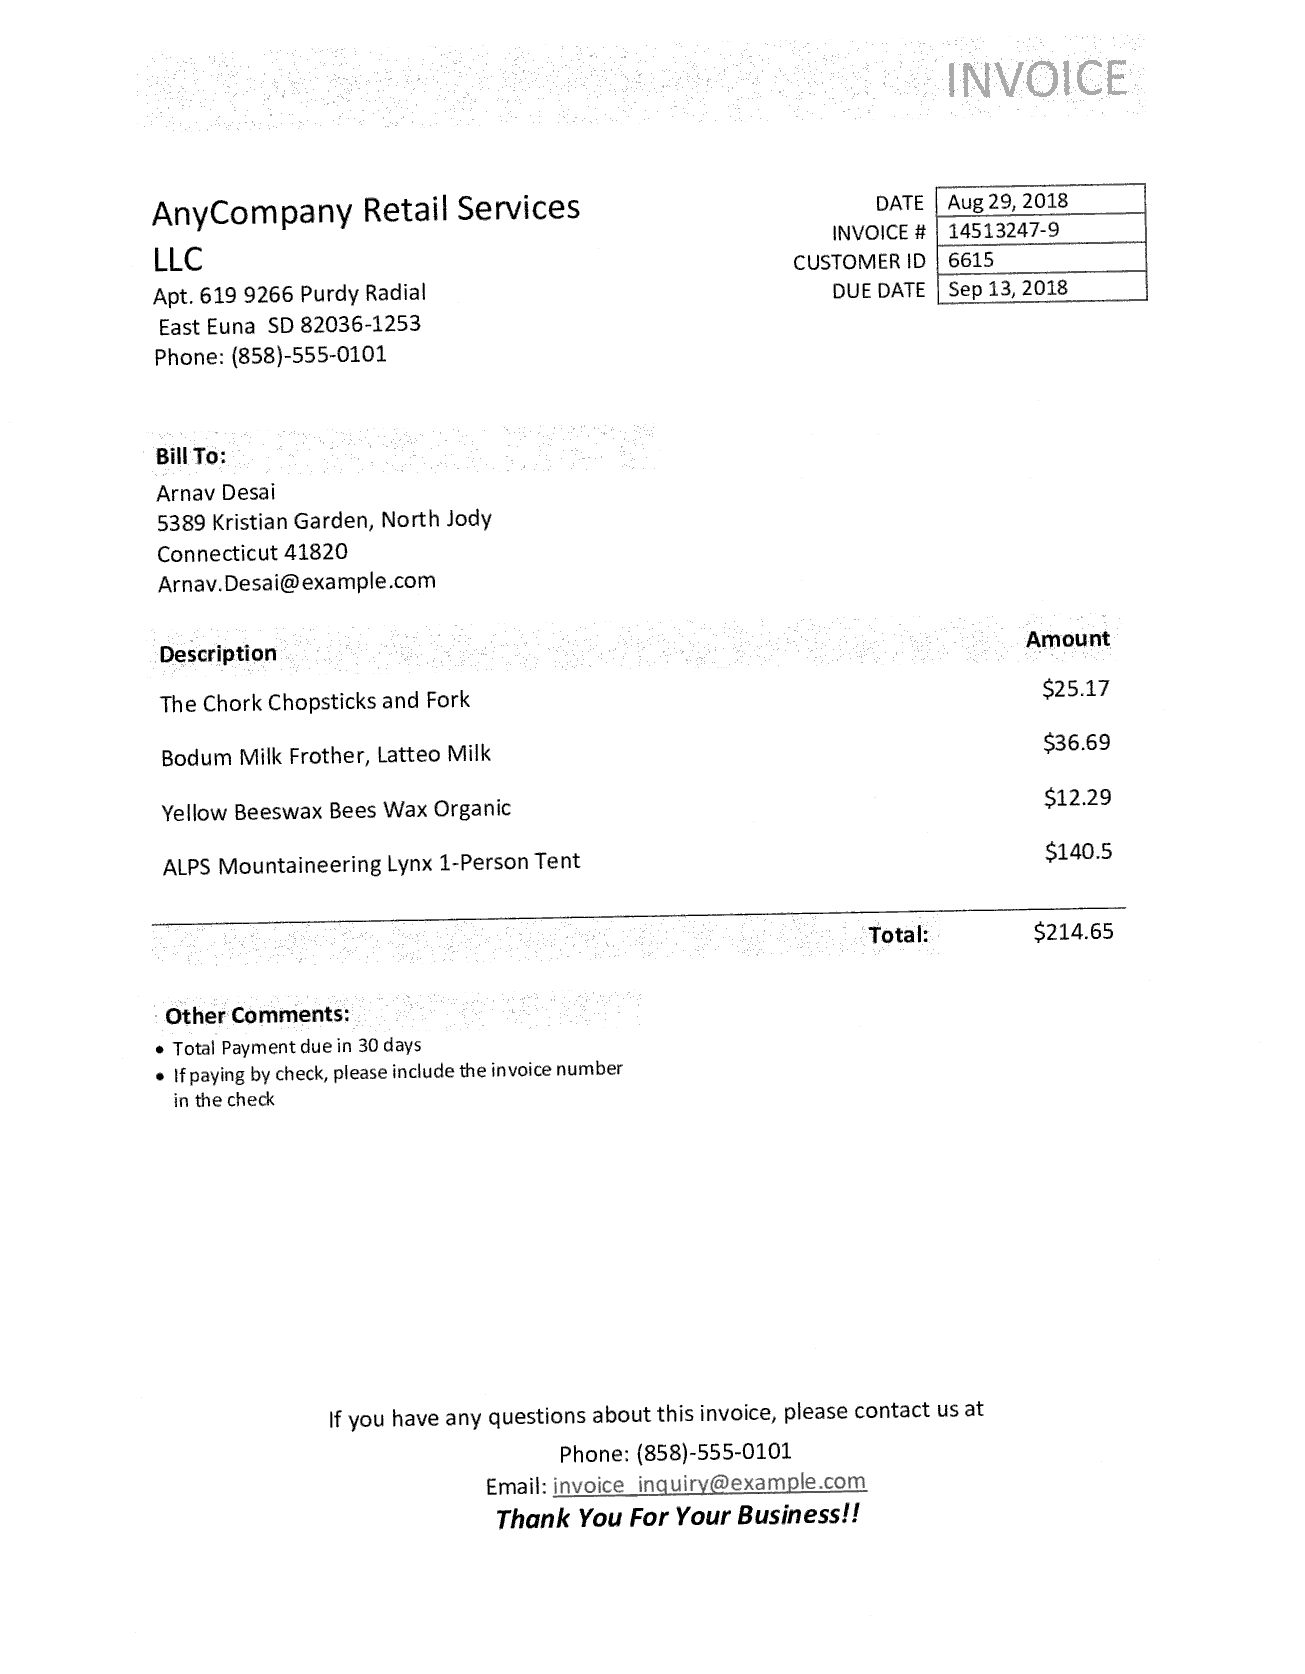 INVOICE
AnyCompany Retail Services
LLC
Apt. 619 9266 Purdy Radial
East Euna SD 82036-1253
Phone: (858)-555-0101
DATE Aug 29, 2018
INVOICE # 14513247-9
CUSTOMER ID 6615
DUE DATE Sep 13, 2018
Bill To:
Arnav Desai
5389 Kristian Garden, North Jody
Connecticut 41820
Arnav.Desai@example.com
Description Amount
The Chork Chopsticks and Fork $25.17
Bodum Milk Frother, Latteo Milk $36.69
Yellow Beeswax Bees Wax Organic $12.29
ALPS Mountaineering Lynx 1-Person Tent $140.5
Total: $214.65
Other Comments:
• Total Payment due in 30 days
• If paying by check, please include the invoice number
in the check
If you have any questions about this invoice, please contact us at
Phone: (858)-555-0101
Email: invoice_inquiry@example.com
Thank You For Your Business!!